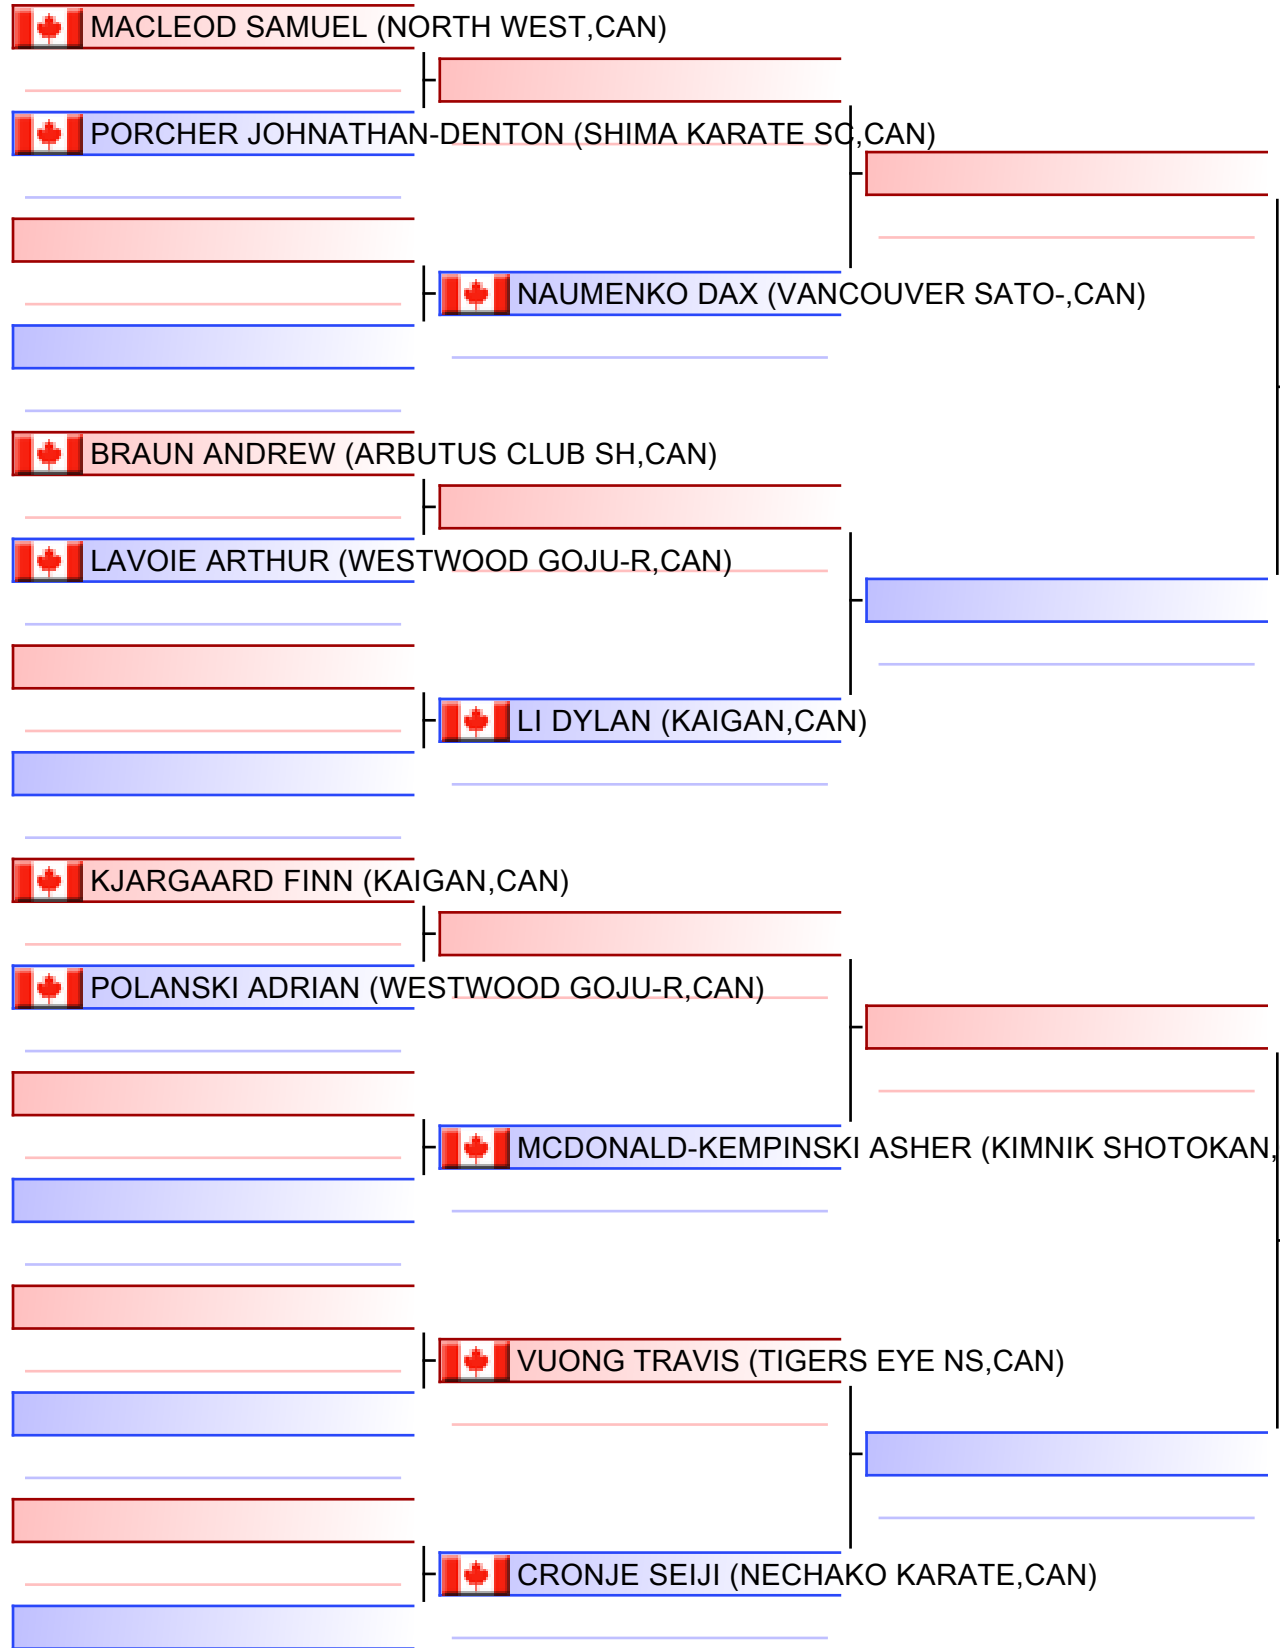 MACLEOD SAMUEL (NORTH WEST,CAN)
PORCHER JOHNATHAN-DENTON (SHIMA KARATE SC,CAN)
NAUMENKO DAX (VANCOUVER SATO-,CAN)
BRAUN ANDREW (ARBUTUS CLUB SH,CAN)
LAVOIE ARTHUR (WESTWOOD GOJU-R,CAN)
LI DYLAN (KAIGAN,CAN)
KJARGAARD FINN (KAIGAN,CAN)
POLANSKI ADRIAN (WESTWOOD GOJU-R,CAN)
MCDONALD-KEMPINSKI ASHER (KIMNIK SHOTOKAN,
VUONG TRAVIS (TIGERS EYE NS,CAN)
CRONJE SEIJI (NECHAKO KARATE,CAN)